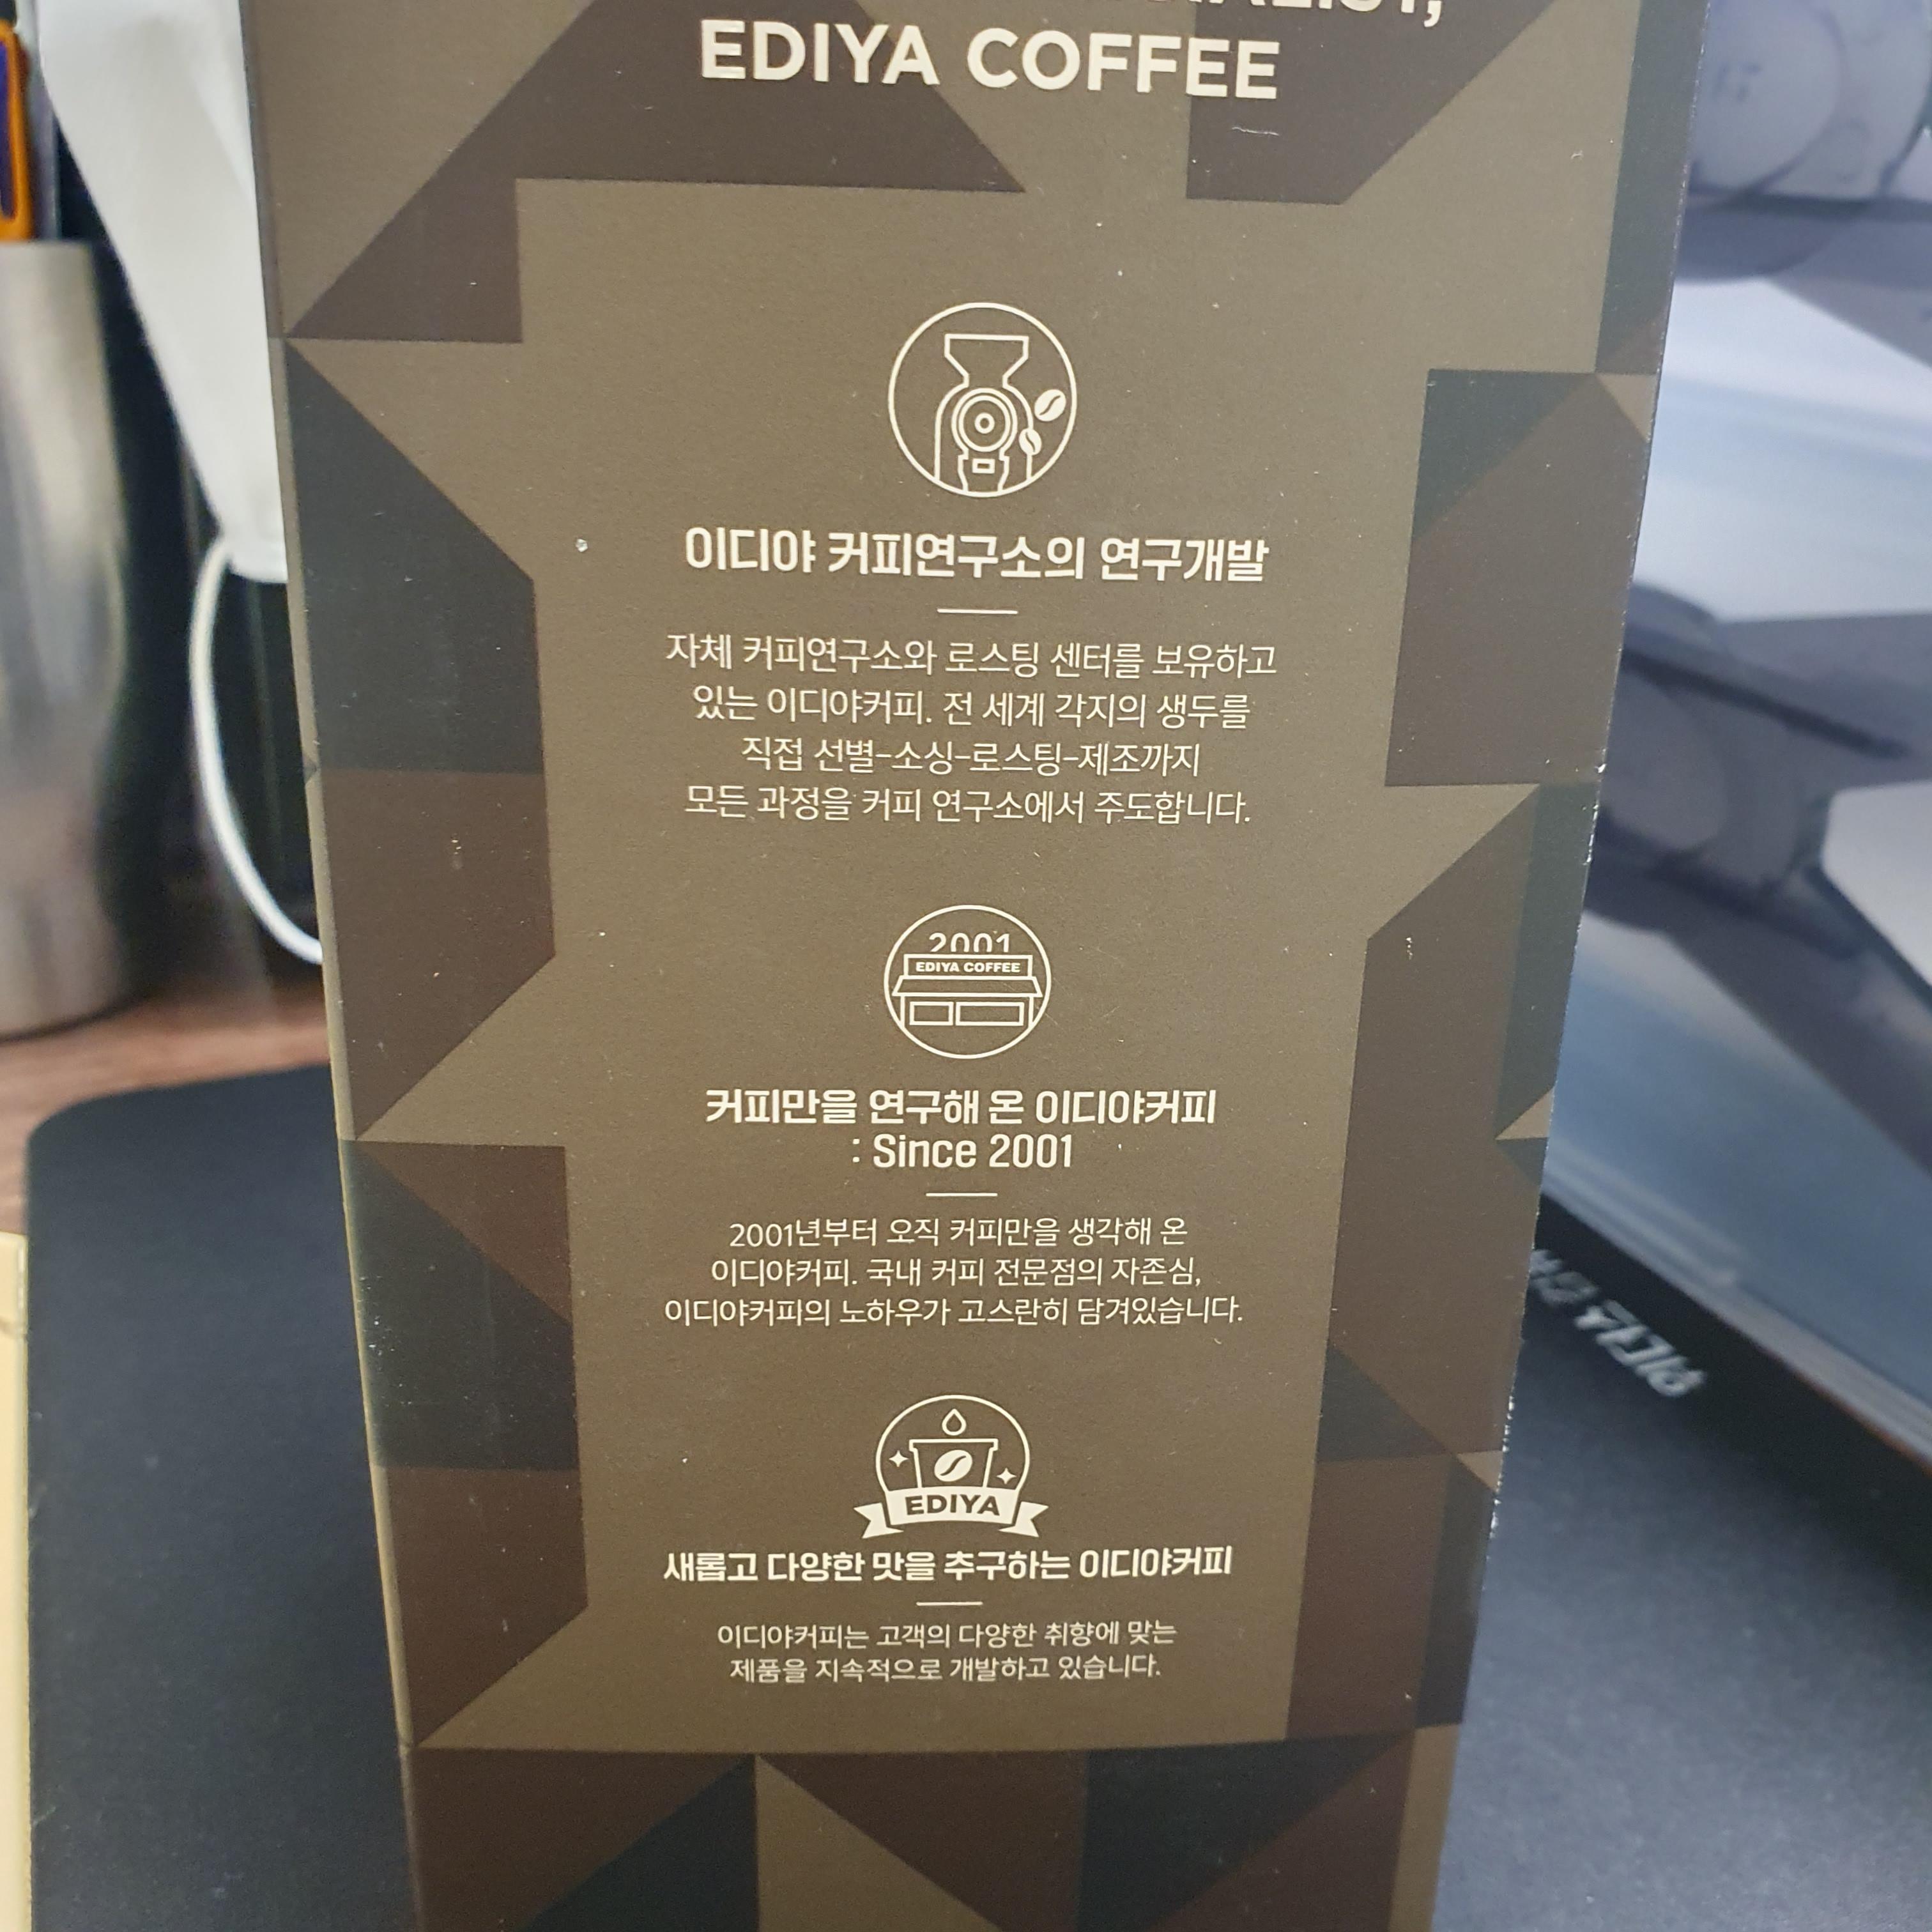 EDIYA COFFEE
이디야 커피연구소의 연구개발
자체 커피연구소와 로스팅 센터를 보유하고
있는 이디야커피. 전 세계 각지의 생두를
직접 선별-소싱-로스팅-제조까지
모든 과정을 커피 연구소에서 주도합니다.
2001
EDIYA COFFEE
커피만을 연구해 온 이디야커피
: Since 2001
2001년부터 오직 커피만을 생각해 온
이디야커피. 국내 커피 전문점의 자존심,
이디야커피의 노하우가 고스란히 담겨있습니다.
EDIYA
새롭고 다양한 맛을 추구하는 이디야커피
이디야커피는 고객의 다양한 취향에 맞는
제품을 지속적으로 개발하고 있습니다.